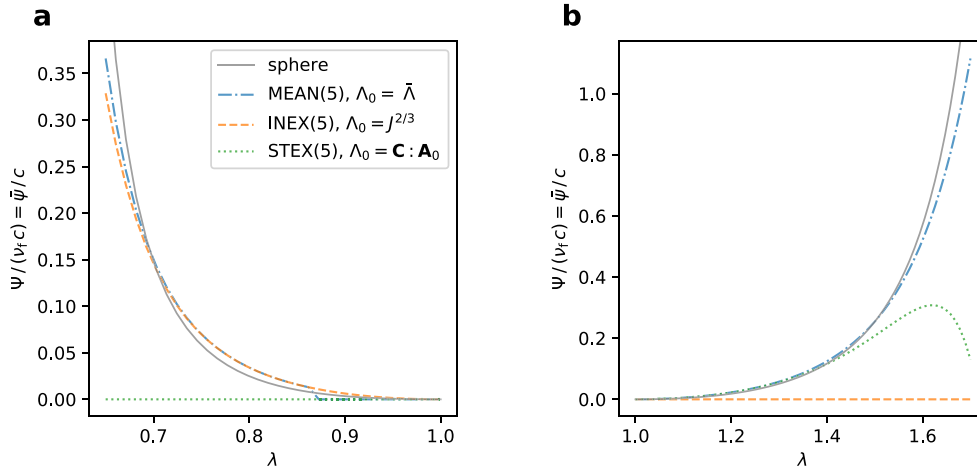 a
b
0.35
0.30
0.25
0.20
0.15
0.10
0.05
0.00
Ψ / (ν_f c) = ψ̄ / c
sphere
MEAN(5), Λ₀ = Λ̄
INEX(5), Λ₀ = J^{2/3}
STEX(5), Λ₀ = C : A₀
0.7
0.8
0.9
1.0
λ
1.0
0.8
0.6
0.4
0.2
0.0
Ψ / (ν_f c) = ψ̄ / c
1.0
1.2
1.4
1.6
λ